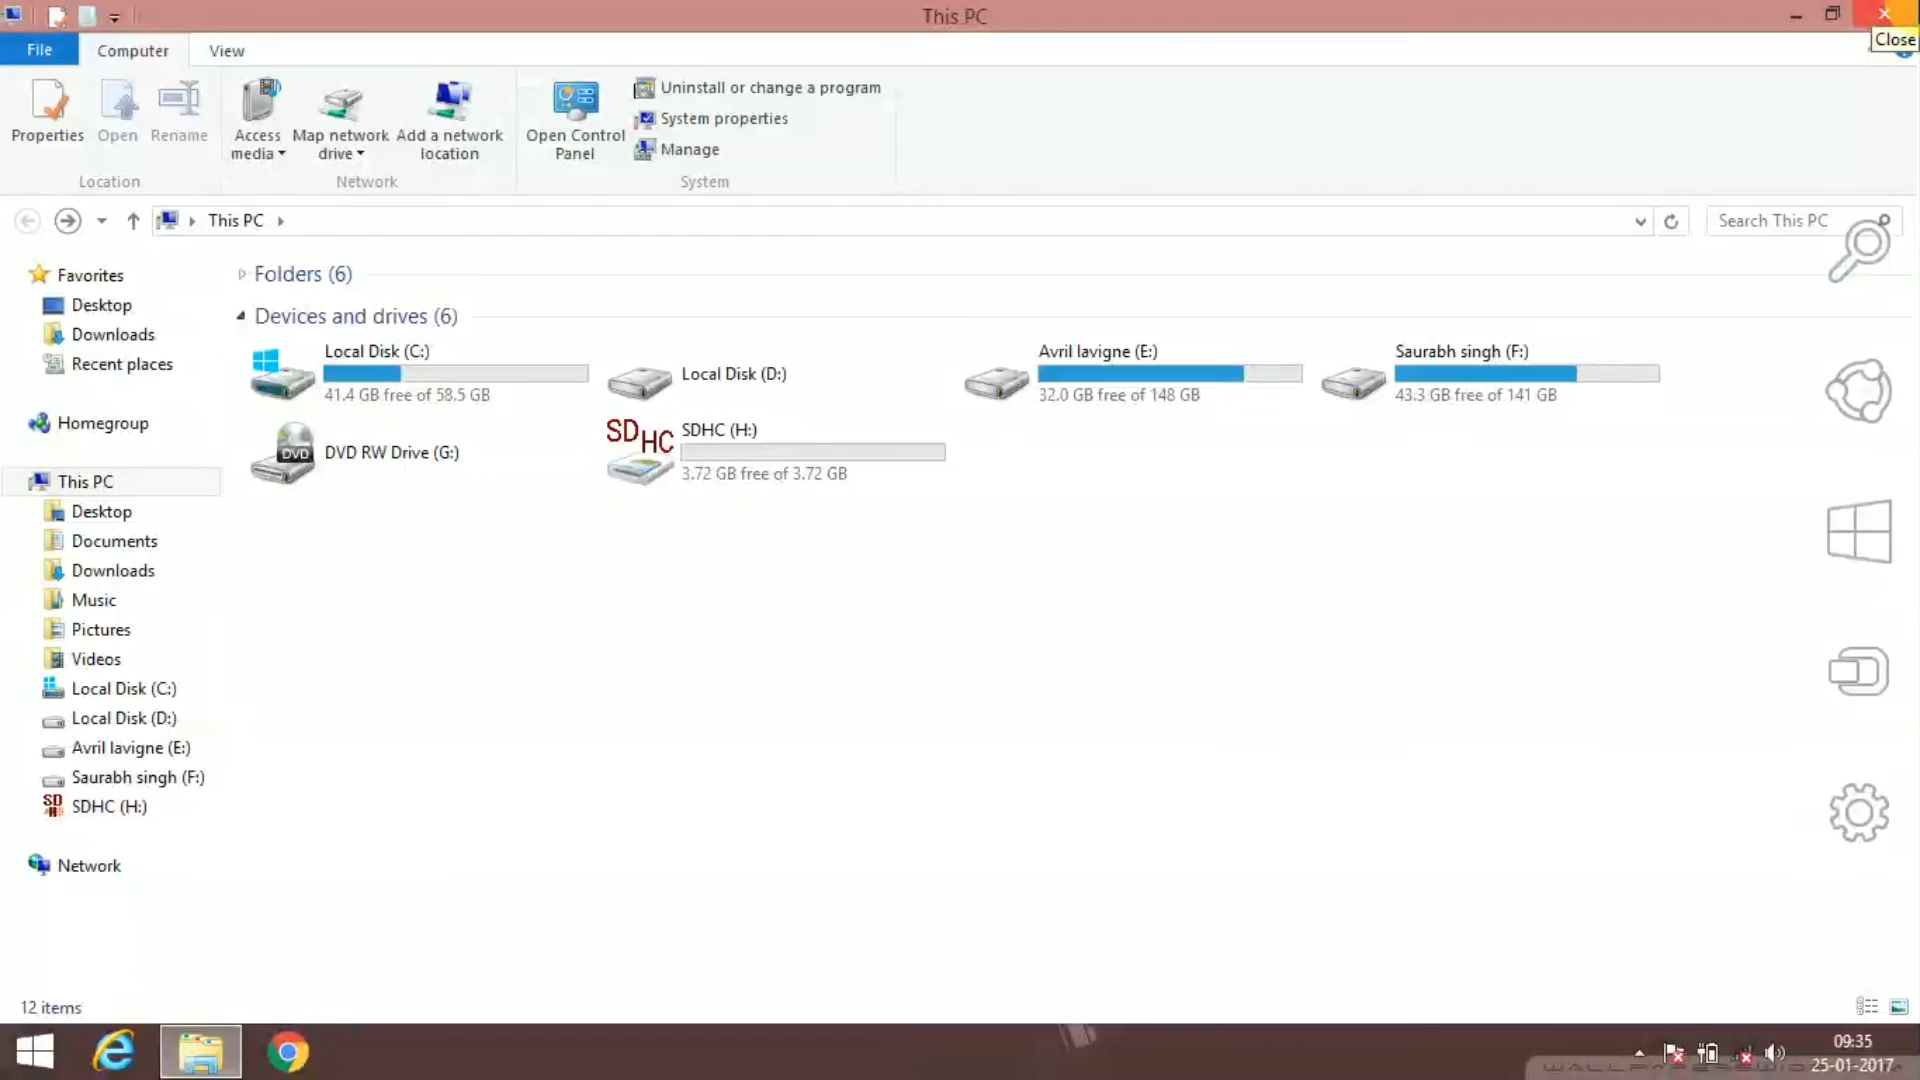 This PC
Close
File
Computer
View
Properties
Open
Rename
Access media
Map network drive
Add a network location
Open Control Panel
Uninstall or change a program
System properties
Manage
Location
Network
System
This PC
Search This PC
Favorites
Desktop
Downloads
Recent places
Homegroup
This PC
Desktop
Documents
Downloads
Music
Pictures
Videos
Local Disk (C:)
Local Disk (D:)
Avril lavigne (E:)
Saurabh singh (F:)
SDHC (H:)
Network
Folders (6)
Devices and drives (6)
Local Disk (C:)
41.4 GB free of 58.5 GB
Local Disk (D:)
Avril lavigne (E:)
32.0 GB free of 148 GB
Saurabh singh (F:)
43.3 GB free of 141 GB
DVD
DVD RW Drive (G:)
SD HC
SDHC (H:)
3.72 GB free of 3.72 GB
12 items
09:35
25-01-2017